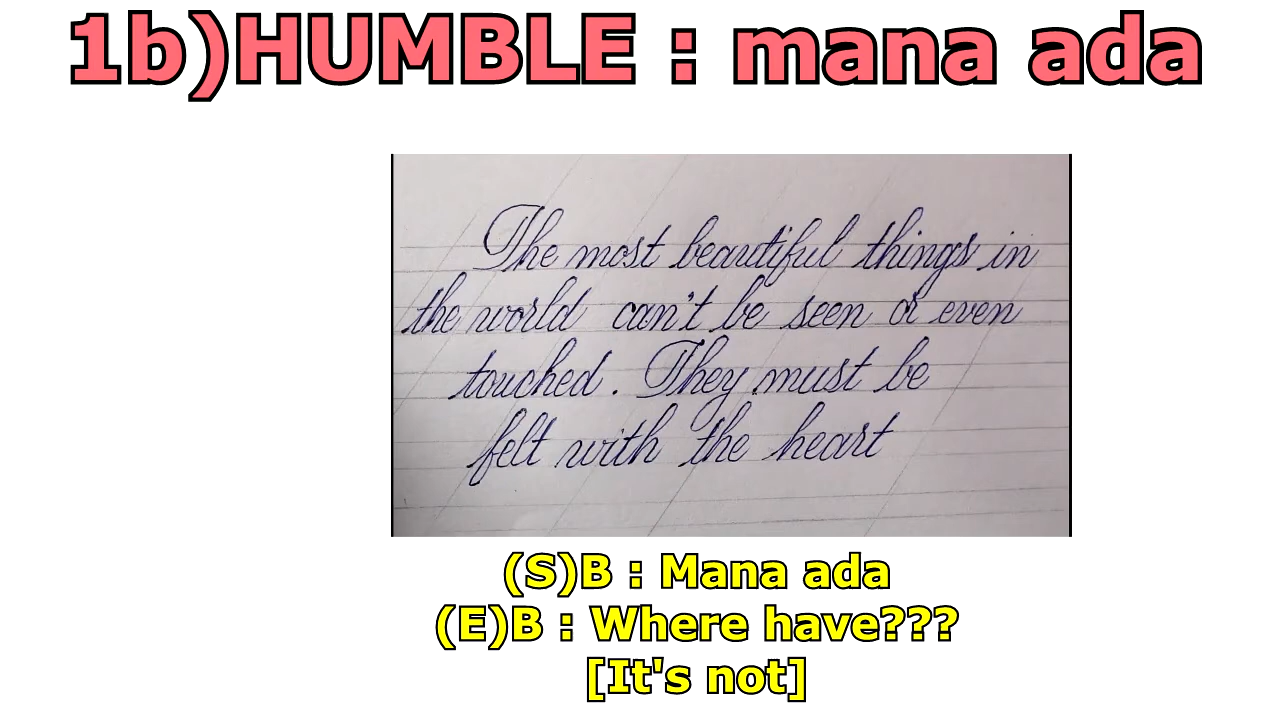 1b)HUMBLE : mana ada
The most beautiful things in
the world can't be seen or even
touched. They must be
felt with the heart
(S)B : Mana ada
(E)B : Where have???
[It's not]